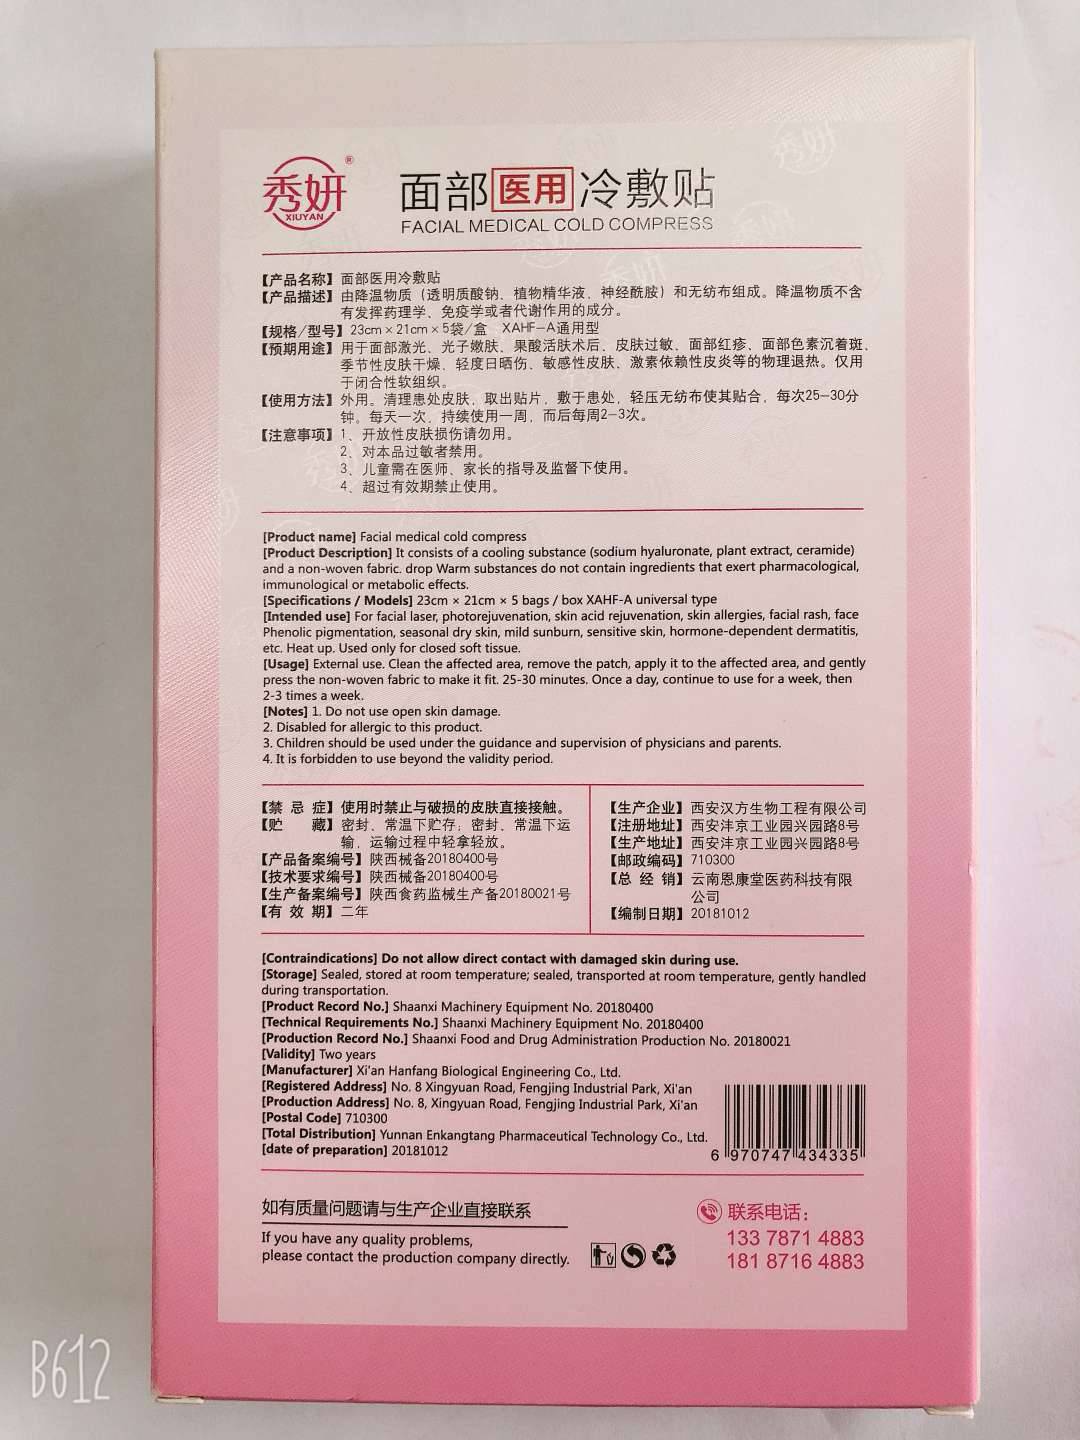 秀妍®
XIUYAN
面部医用冷敷贴
FACIAL MEDICAL COLD COMPRESS
【产品名称】面部医用冷敷贴
【产品描述】由降温物质（透明质酸钠、植物精华液、神经酰胺）和无纺布组成。降温物质不含
有发挥药理学、免疫学或者代谢作用的成分。
【规格/型号】23cm×21cm×5袋/盒 XAHF-A通用型
【预期用途】用于面部激光、光子嫩肤、果酸活肤术后、皮肤过敏、面部红疹、面部色素沉着斑、
季节性皮肤干燥、轻度日晒伤、敏感性皮肤、激素依赖性皮炎等的物理退热。仅用
于闭合性软组织。
【使用方法】外用。清理患处皮肤，取出贴片，敷于患处，轻压无纺布使其贴合，每次25-30分
钟。每天一次，持续使用一周，而后每周2-3次。
【注意事项】1、开放性皮肤损伤请勿用。
2、对本品过敏者禁用。
3、儿童需在医师、家长的指导及监督下使用。
4、超过有效期禁止使用。
[Product name] Facial medical cold compress
[Product Description] It consists of a cooling substance (sodium hyaluronate, plant extract, ceramide)
and a non-woven fabric. drop Warm substances do not contain ingredients that exert pharmacological,
immunological or metabolic effects.
[Specifications / Models] 23cm × 21cm × 5 bags / box XAHF-A universal type
[Intended use] For facial laser, photorejuvenation, skin acid rejuvenation, skin allergies, facial rash, face
Phenolic pigmentation, seasonal dry skin, mild sunburn, sensitive skin, hormone-dependent dermatitis,
etc. Heat up. Used only for closed soft tissue.
[Usage] External use. Clean the affected area, remove the patch, apply it to the affected area, and gently
press the non-woven fabric to make it fit. 25-30 minutes. Once a day, continue to use for a week, then
2-3 times a week.
[Notes] 1. Do not use open skin damage.
2. Disabled for allergic to this product.
3. Children should be used under the guidance and supervision of physicians and parents.
4. It is forbidden to use beyond the validity period.
【禁 忌 症】使用时禁止与破损的皮肤直接接触。
【贮 藏】密封、常温下贮存；密封、常温下运
输，运输过程中轻拿轻放。
【产品备案编号】陕西械备20180400号
【技术要求编号】陕西械备20180400号
【生产备案编号】陕西食药监械生产备20180021号
【有 效 期】二年
【生产企业】西安汉方生物工程有限公司
【注册地址】西安沣京工业园兴园路8号
【生产地址】西安沣京工业园兴园路8号
【邮政编码】710300
【总 经 销】云南恩康堂医药科技有限
公司
【编制日期】20181012
[Contraindications] Do not allow direct contact with damaged skin during use.
[Storage] Sealed, stored at room temperature; sealed, transported at room temperature, gently handled
during transportation.
[Product Record No.] Shaanxi Machinery Equipment No. 20180400
[Technical Requirements No.] Shaanxi Machinery Equipment No. 20180400
[Production Record No.] Shaanxi Food and Drug Administration Production No. 20180021
[Validity] Two years
[Manufacturer] Xi'an Hanfang Biological Engineering Co., Ltd.
[Registered Address] No. 8 Xingyuan Road, Fengjing Industrial Park, Xi'an
[Production Address] No. 8, Xingyuan Road, Fengjing Industrial Park, Xi'an
[Postal Code] 710300
[Total Distribution] Yunnan Enkangtang Pharmaceutical Technology Co., Ltd.
[date of preparation] 20181012
6 970747 434335
如有质量问题请与生产企业直接联系
If you have any quality problems,
please contact the production company directly.
联系电话：
133 7871 4883
181 8716 4883
B612